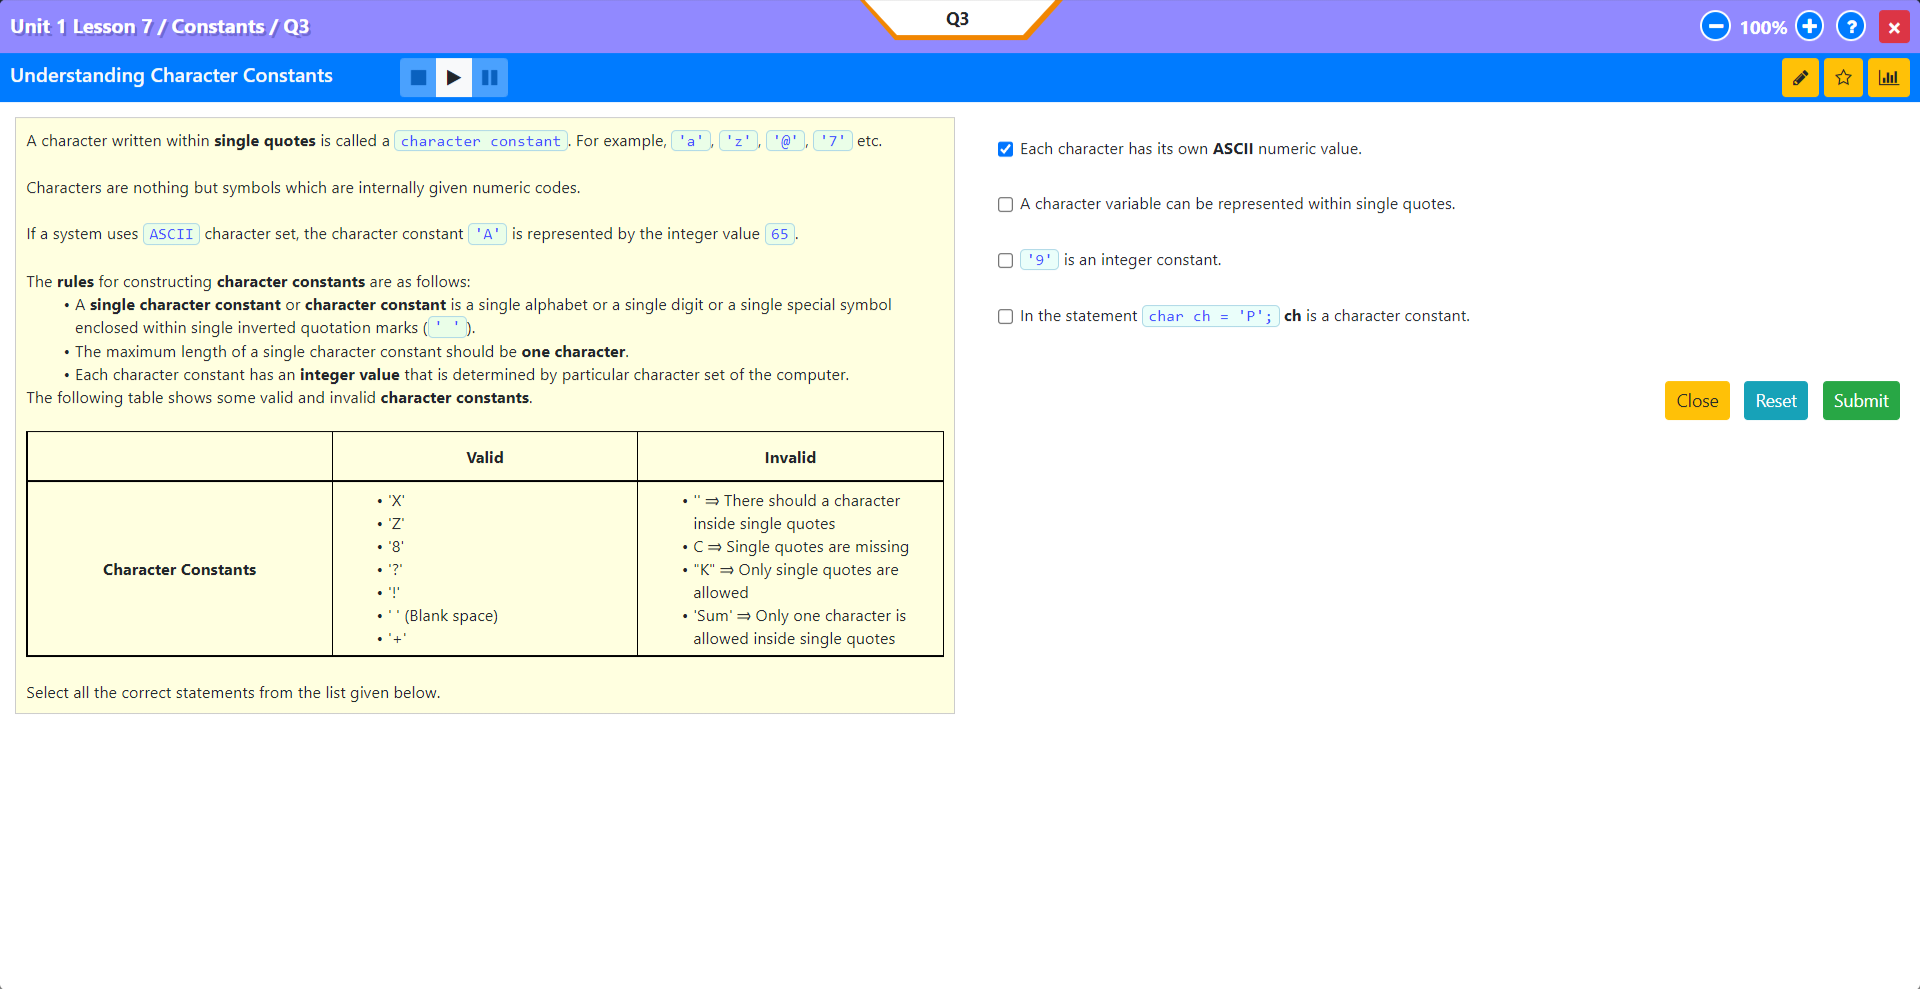 Unit 1 Lesson 7 / Constants / Q3
Q3
100%
?
Understanding Character Constants
A character written within single quotes is called a character constant. For example, 'a', 'z', '@', '7' etc.
Characters are nothing but symbols which are internally given numeric codes.
If a system uses ASCII character set, the character constant 'A' is represented by the integer value 65.
The rules for constructing character constants are as follows:
• A single character constant or character constant is a single alphabet or a single digit or a single special symbol
enclosed within single inverted quotation marks (' ').
• The maximum length of a single character constant should be one character.
• Each character constant has an integer value that is determined by particular character set of the computer.
The following table shows some valid and invalid character constants.
Valid
Invalid
Character Constants
• 'X'
• 'Z'
• '8'
• '?'
• '!'
• ' ' (Blank space)
• '+'
• '' ⇒ There should a character
inside single quotes
• C ⇒ Single quotes are missing
• "K" ⇒ Only single quotes are
allowed
• 'Sum' ⇒ Only one character is
allowed inside single quotes
Select all the correct statements from the list given below.
Each character has its own ASCII numeric value.
A character variable can be represented within single quotes.
'9' is an integer constant.
In the statement char ch = 'P'; ch is a character constant.
Close
Reset
Submit